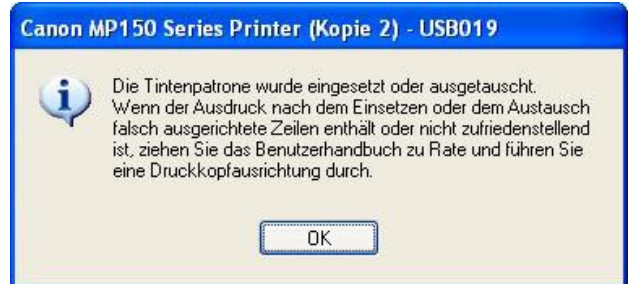 Canon MP150 Series Printer (Kopie 2) - USB019
Die Tintenpatrone wurde eingesetzt oder ausgetauscht.
Wenn der Ausdruck nach dem Einsetzen oder dem Austausch
falsch ausgerichtete Zeilen enthält oder nicht zufriedenstellend
ist, ziehen Sie das Benutzerhandbuch zu Rate und führen Sie
eine Druckkopfausrichtung durch.
OK